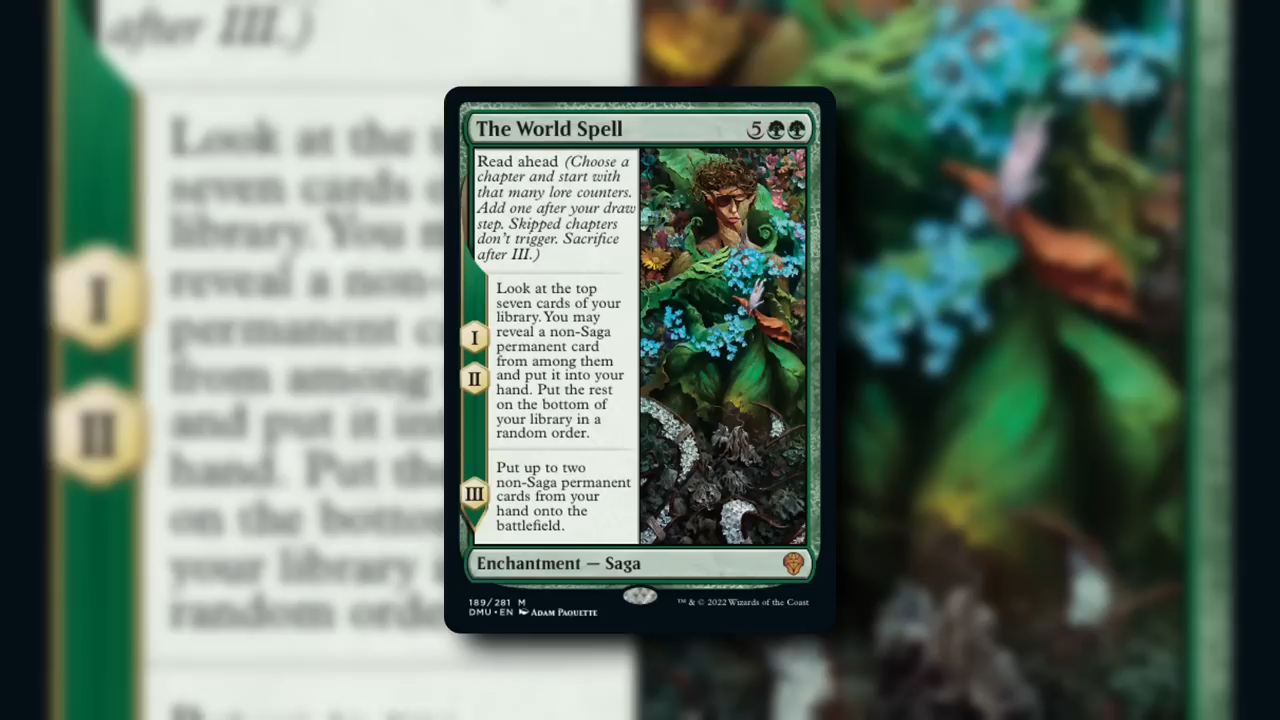 after III.)
Look at the
seven cards
library. You
reveal a non-
permanent
from among
and put it
hand. Put the
on the bottom
your library
random
I
II
The World Spell
5
Read ahead (Choose a
chapter and start with
that many lore counters.
Add one after your draw
step. Skipped chapters
don't trigger. Sacrifice
after III.)
I
II
Look at the top
seven cards of your
library. You may
reveal a non-Saga
permanent card
from among them
and put it into your
hand. Put the rest
on the bottom of
your library in a
random order.
III
Put up to two
non-Saga permanent
cards from your
hand onto the
battlefield.
Enchantment — Saga
189/281 M
DMU • EN Adam Paquette
™ & © 2022 Wizards of the Coast